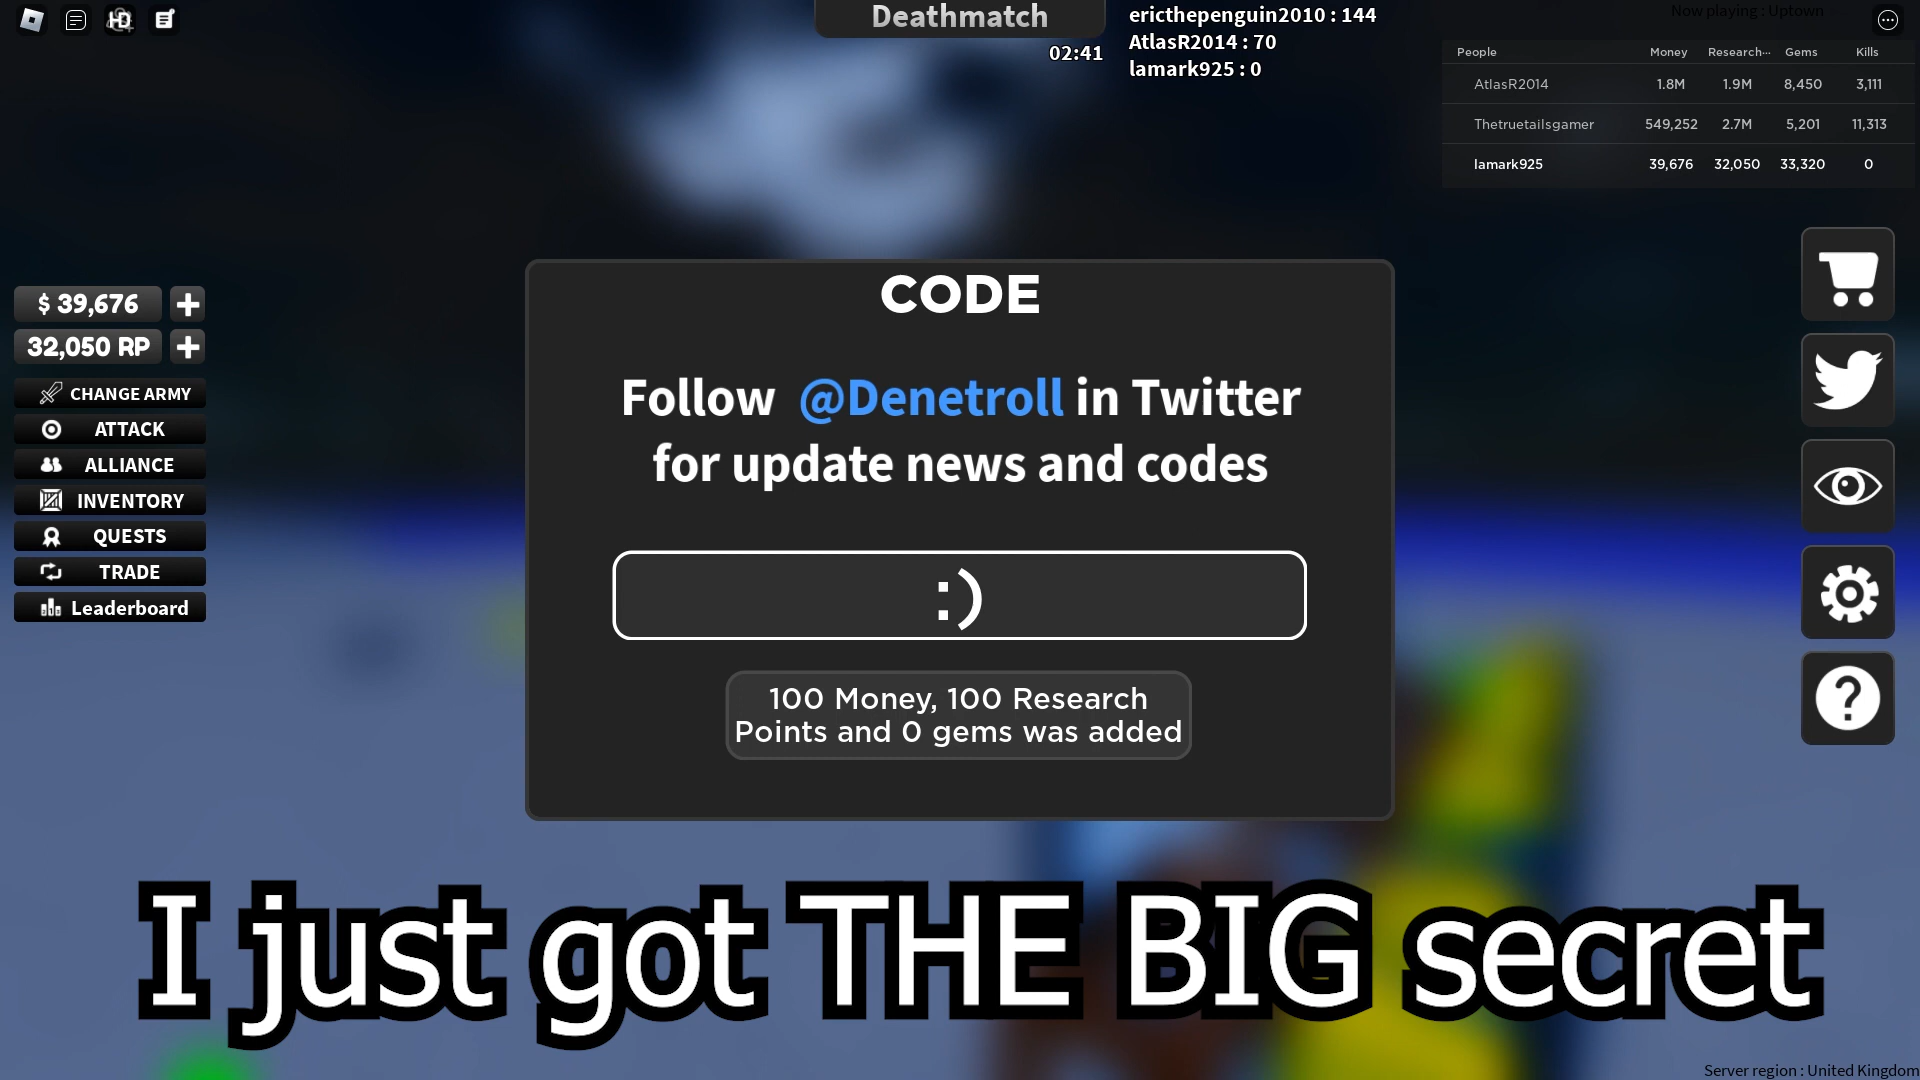 HD
Deathmatch
02:41
ericthepenguin2010 : 144
AtlasR2014 : 70
lamark925 : 0
Now playing : Uptown
People Money Research··· Gems Kills
AtlasR2014 1.8M 1.9M 8,450 3,111
Thetruetailsgamer 549,252 2.7M 5,201 11,313
lamark925 39,676 32,050 33,320 0
$ 39,676 +
32,050 RP +
CHANGE ARMY
ATTACK
ALLIANCE
INVENTORY
QUESTS
TRADE
Leaderboard
CODE
Follow @Denetroll in Twitter
for update news and codes
:)
100 Money, 100 Research
Points and 0 gems was added
?
I just got THE BIG secret
Server region : United Kingdom